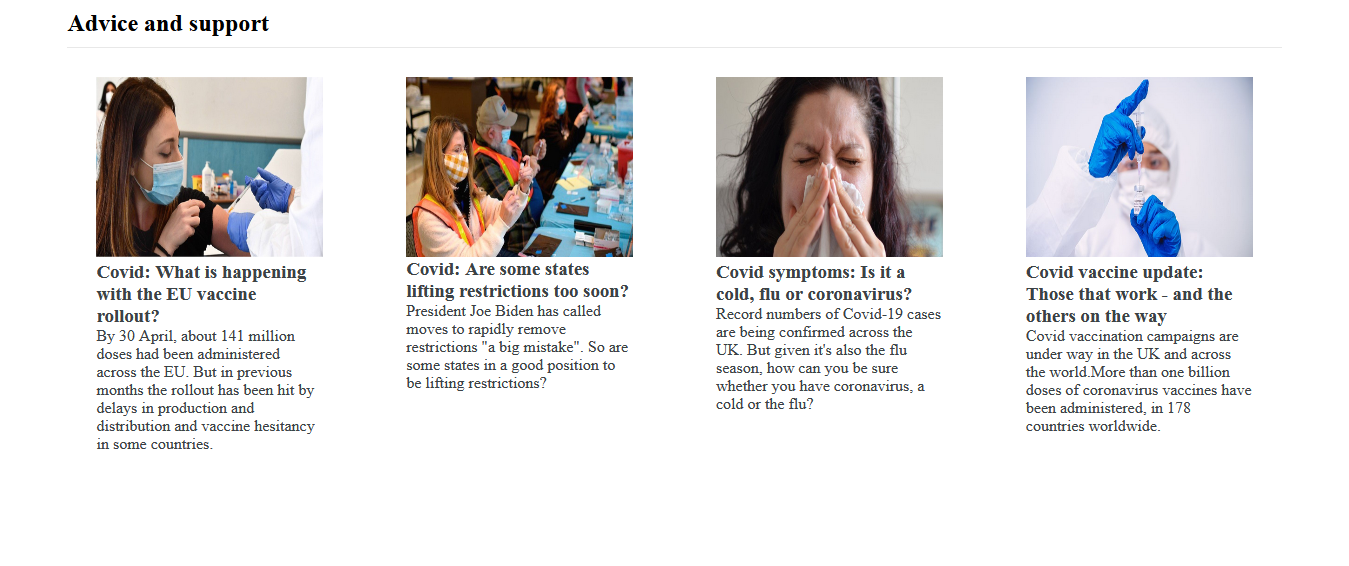 Advice and support
Covid: What is happening
with the EU vaccine
rollout?
By 30 April, about 141 million
doses had been administered
across the EU. But in previous
months the rollout has been hit by
delays in production and
distribution and vaccine hesitancy
in some countries.
Covid: Are some states
lifting restrictions too soon?
President Joe Biden has called
moves to rapidly remove
restrictions "a big mistake". So are
some states in a good position to
be lifting restrictions?
Covid symptoms: Is it a
cold, flu or coronavirus?
Record numbers of Covid-19 cases
are being confirmed across the
UK. But given it's also the flu
season, how can you be sure
whether you have coronavirus, a
cold or the flu?
Covid vaccine update:
Those that work - and the
others on the way
Covid vaccination campaigns are
under way in the UK and across
the world.More than one billion
doses of coronavirus vaccines have
been administered, in 178
countries worldwide.